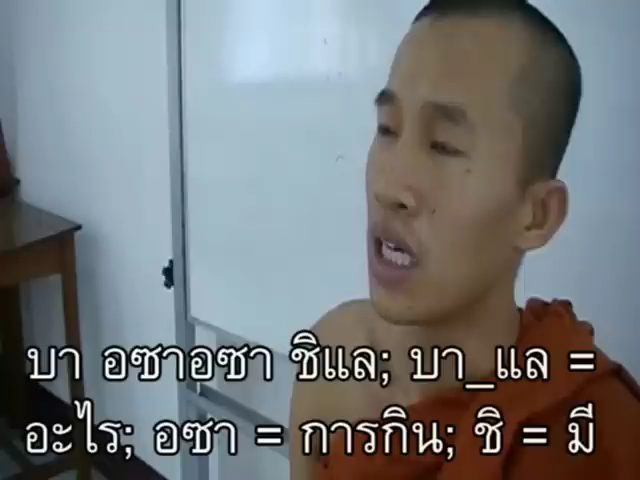 บา อซาอซา ชิแล; บา_แล =
อะไร; อซา = การกิน; ชิ = มี